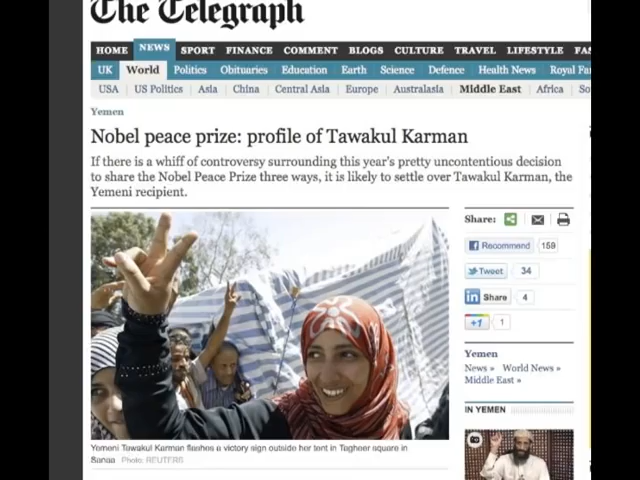 The Telegraph
HOME NEWS SPORT FINANCE COMMENT BLOGS CULTURE TRAVEL LIFESTYLE FAS
UK World Politics Obituaries Education Earth Science Defence Health News Royal Fa
USA US Politics Asia China Central Asia Europe Australasia Middle East Africa So
Yemen
Nobel peace prize: profile of Tawakul Karman
If there is a whiff of controversy surrounding this year's pretty uncontentious decision
to share the Nobel Peace Prize three ways, it is likely to settle over Tawakul Karman, the
Yemeni recipient.
Share:
Recommend 159
Tweet 34
in Share 4
+1 1
Yemen
News » World News »
Middle East »
IN YEMEN
Yemeni Tawakul Karman flashes a victory sign outside her tent in Tagheer square in
Sanaa Photo: REUTERS